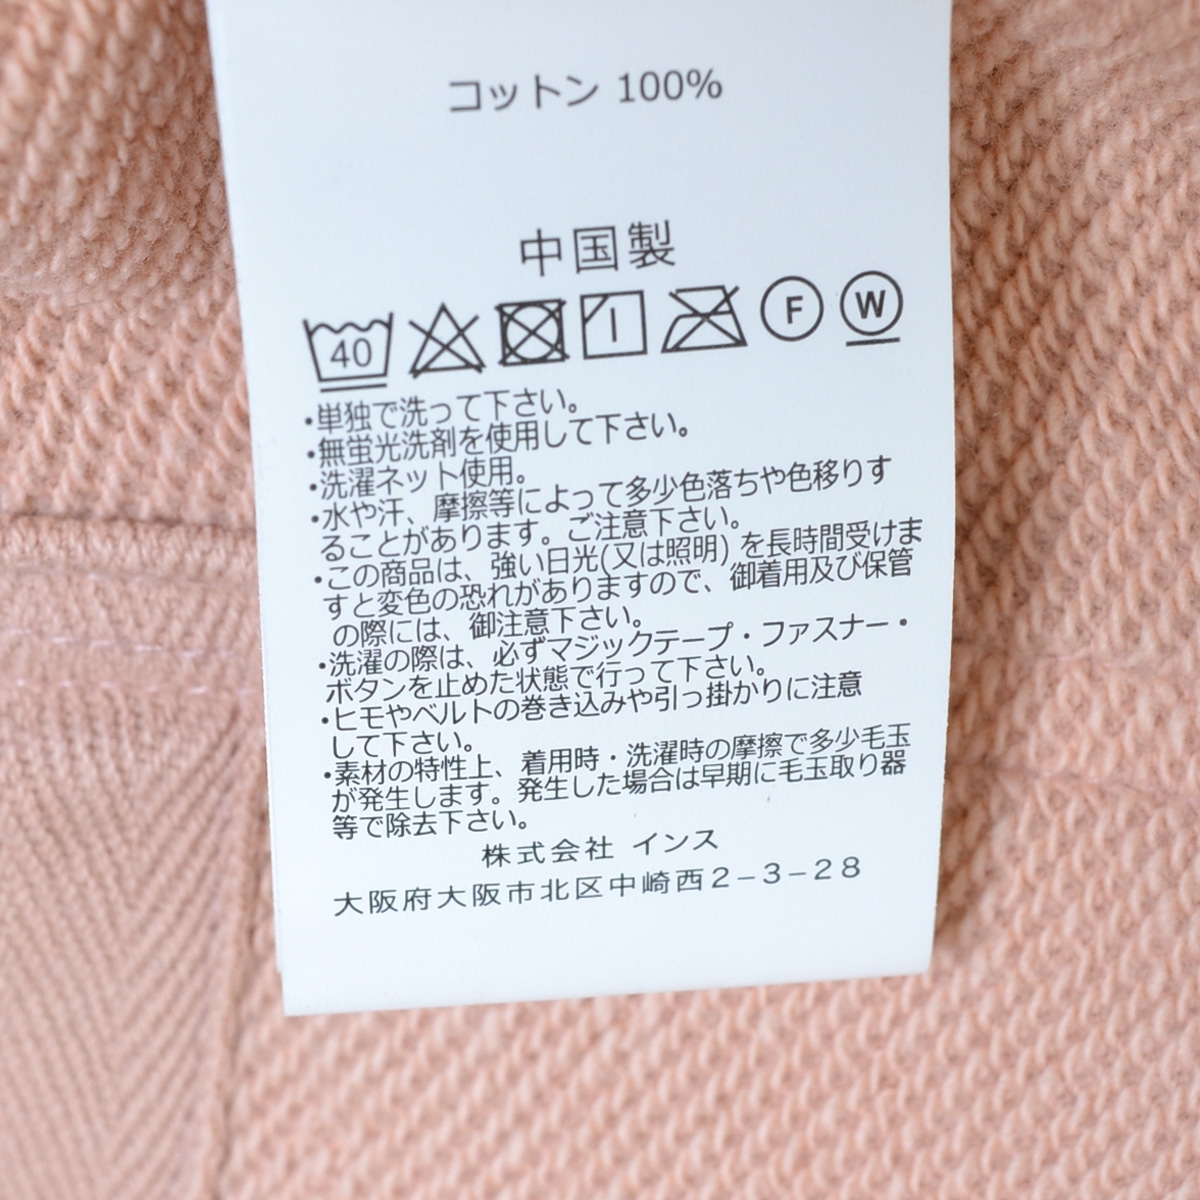 コットン 100%
中国製
40 F W
・単独で洗って下さい。
・無蛍光洗剤を使用して下さい。
・洗濯ネット使用。
・水や汗、摩擦等によって多少色落ちや色移りす
ることがあります。ご注意下さい。
・この商品は、強い日光(又は照明) を長時間受けま
すと変色の恐れがありますので、御着用及び保管
の際には、御注意下さい。
・洗濯の際は、必ずマジックテープ・ファスナー・
ボタンを止めた状態で行って下さい。
・ヒモやベルトの巻き込みや引っ掛かりに注意
して下さい。
・素材の特性上、着用時・洗濯時の摩擦で多少毛玉
が発生します。発生した場合は早期に毛玉取り器
等で除去下さい。
株式会社 インス
大阪府大阪市北区中崎西2-3-28